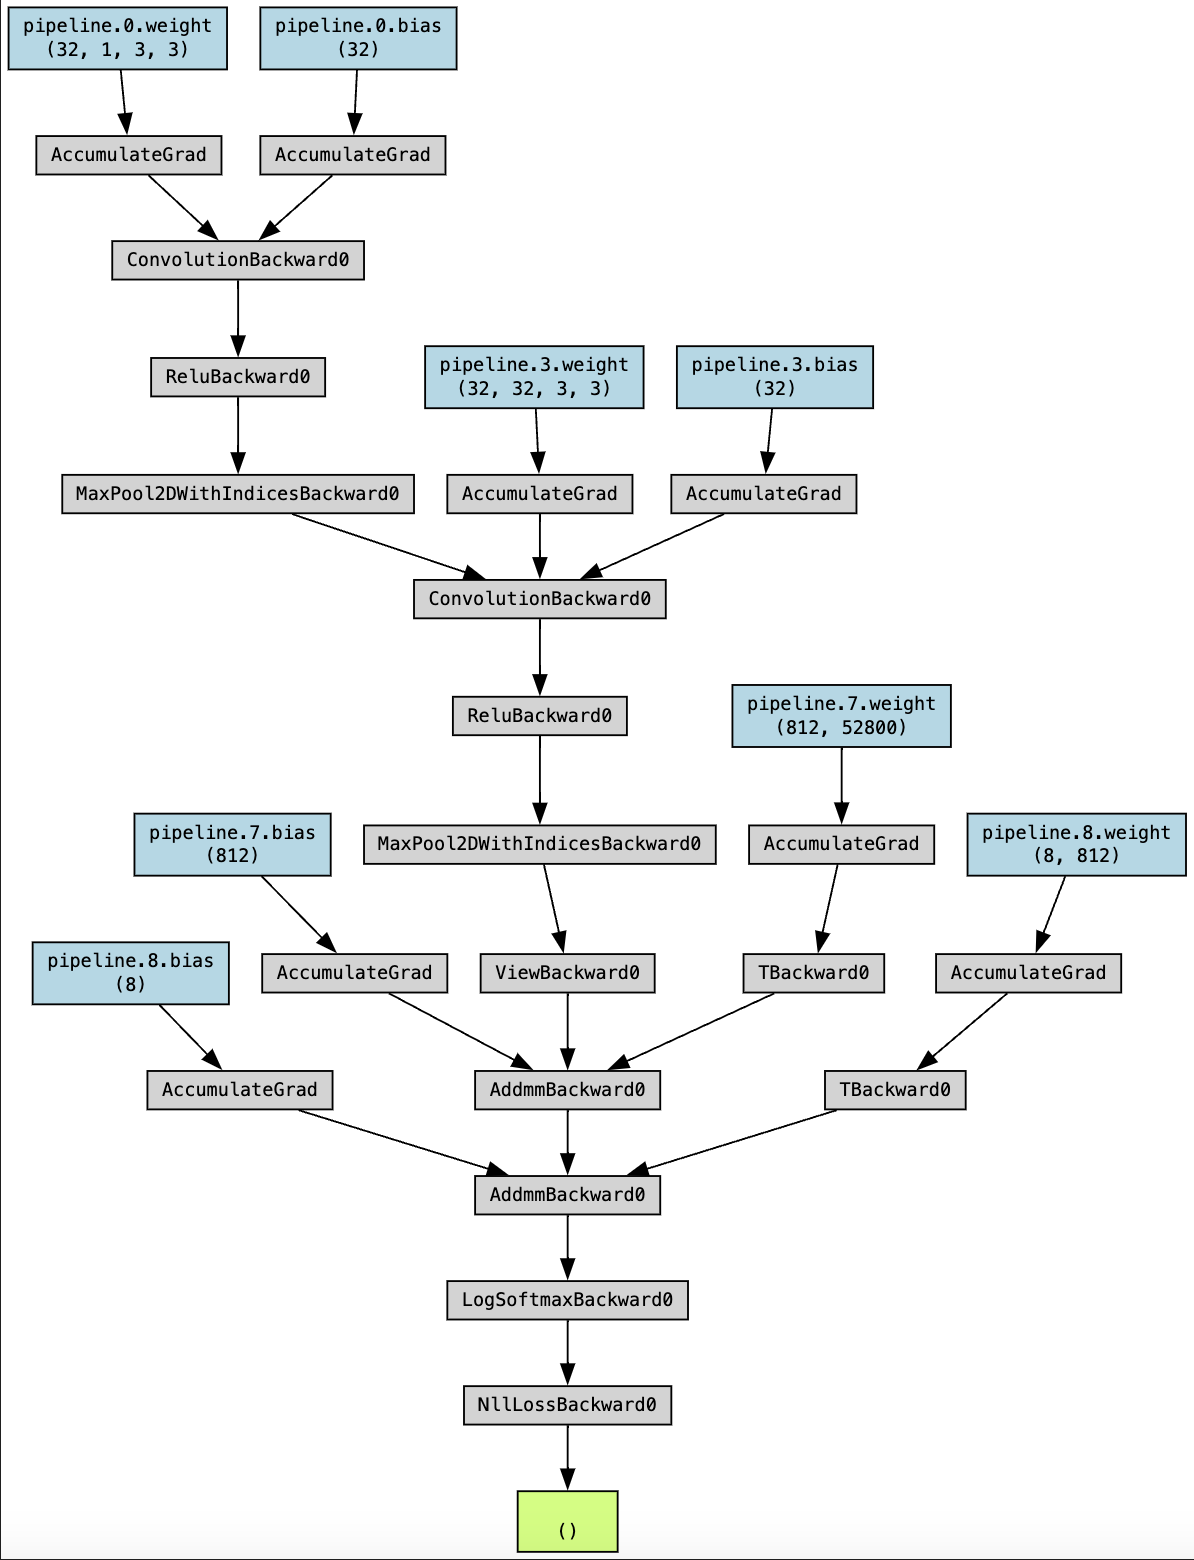 pipeline.0.weight
(32, 1, 3, 3)
pipeline.0.bias
(32)
AccumulateGrad
AccumulateGrad
ConvolutionBackward0
ReluBackward0
pipeline.3.weight
(32, 32, 3, 3)
pipeline.3.bias
(32)
MaxPool2DWithIndicesBackward0
AccumulateGrad
AccumulateGrad
ConvolutionBackward0
ReluBackward0
pipeline.7.weight
(812, 52800)
pipeline.7.bias
(812)
MaxPool2DWithIndicesBackward0
AccumulateGrad
pipeline.8.weight
(8, 812)
pipeline.8.bias
(8)
AccumulateGrad
ViewBackward0
TBackward0
AccumulateGrad
AccumulateGrad
AddmmBackward0
TBackward0
AddmmBackward0
LogSoftmaxBackward0
NllLossBackward0
()